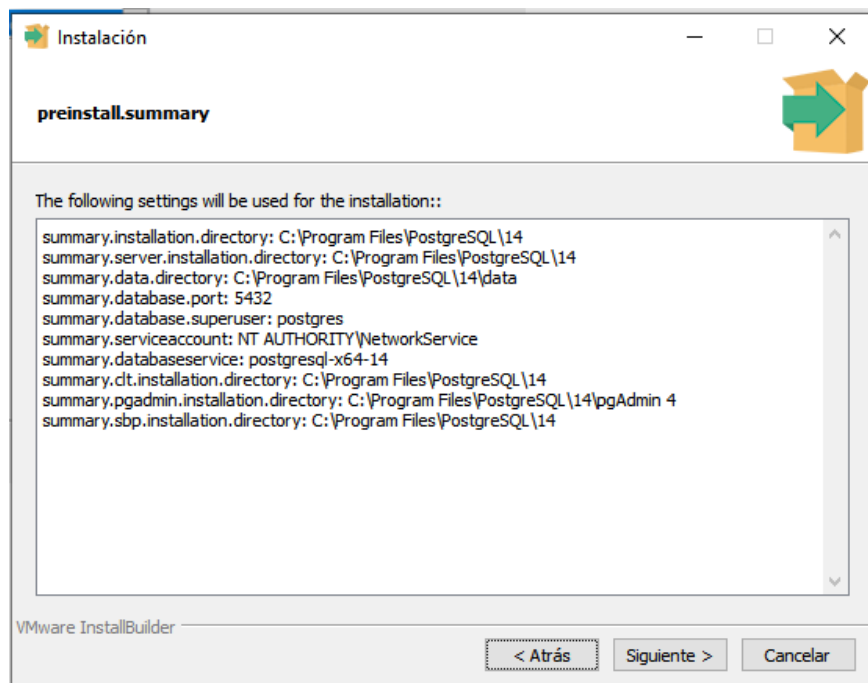 Instalación
preinstall.summary
The following settings will be used for the installation::
summary.installation.directory: C:\Program Files\PostgreSQL\14
summary.server.installation.directory: C:\Program Files\PostgreSQL\14
summary.data.directory: C:\Program Files\PostgreSQL\14\data
summary.database.port: 5432
summary.database.superuser: postgres
summary.serviceaccount: NT AUTHORITY\NetworkService
summary.databaseservice: postgresql-x64-14
summary.clt.installation.directory: C:\Program Files\PostgreSQL\14
summary.pgadmin.installation.directory: C:\Program Files\PostgreSQL\14\pgAdmin 4
summary.sbp.installation.directory: C:\Program Files\PostgreSQL\14
VMware InstallBuilder
< Atrás Siguiente > Cancelar